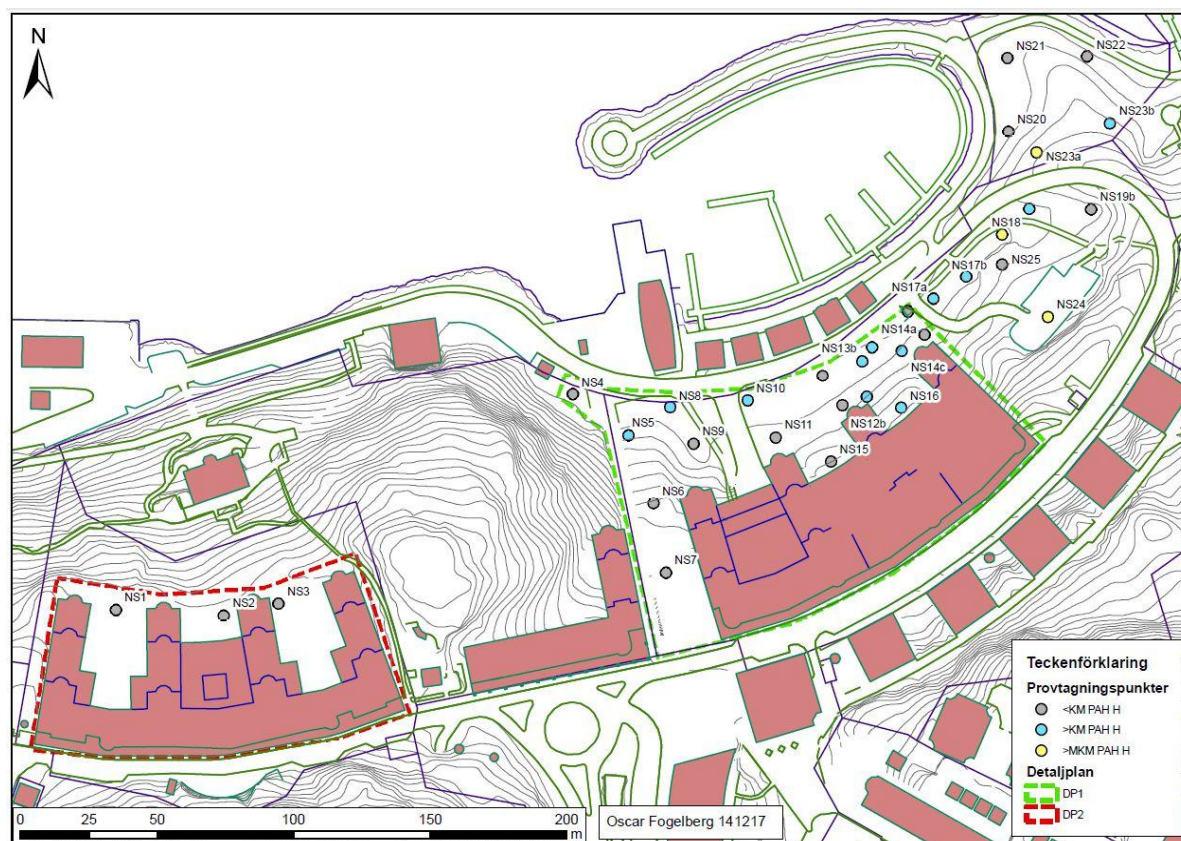 N
NS21
NS22
NS23b
NS20
NS23a
NS19b
NS18
NS25
NS17b
NS17a
NS24
NS14a
NS13b
NS14c
NS4
NS8
NS10
NS16
NS5
NS9
NS11
NS12b
NS15
NS6
NS7
NS1
NS2
NS3
Teckenförklaring
Provtagningspunkter
<KM PAH H
>KM PAH H
>MKM PAH H
Detaljplan
DP1
DP2
0 25 50 100 150 200
m
Oscar Fogelberg 141217